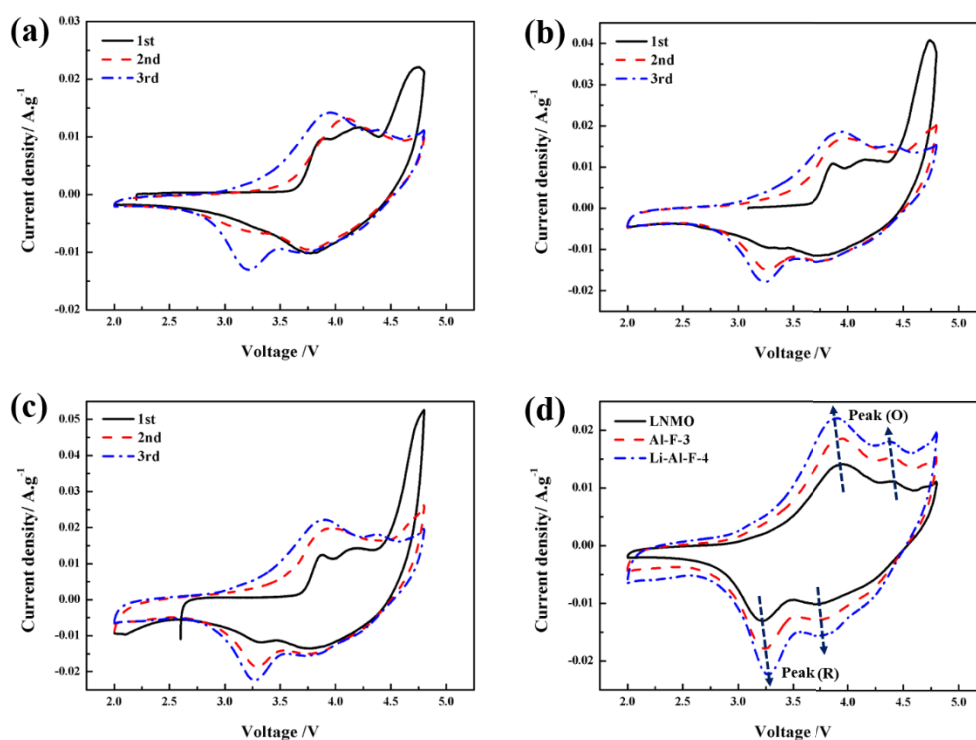 (a)
0.03
0.02
0.01
0.00
-0.01
-0.02
Current density/ A.g-1
1st
2nd
3rd
2.0 2.5 3.0 3.5 4.0 4.5 5.0
Voltage /V
(b)
0.04
0.03
0.02
0.01
0.00
-0.01
-0.02
Current density/ A.g-1
1st
2nd
3rd
2.0 2.5 3.0 3.5 4.0 4.5 5.0
Voltage /V
(c)
0.05
0.04
0.03
0.02
0.01
0.00
-0.01
-0.02
Current density/ A.g-1
1st
2nd
3rd
2.0 2.5 3.0 3.5 4.0 4.5 5.0
Voltage /V
(d)
0.02
0.01
0.00
-0.01
-0.02
Current density/ A.g-1
LNMO
Al-F-3
Li-Al-F-4
Peak (O)
Peak (R)
2.0 2.5 3.0 3.5 4.0 4.5 5.0
Voltage /V